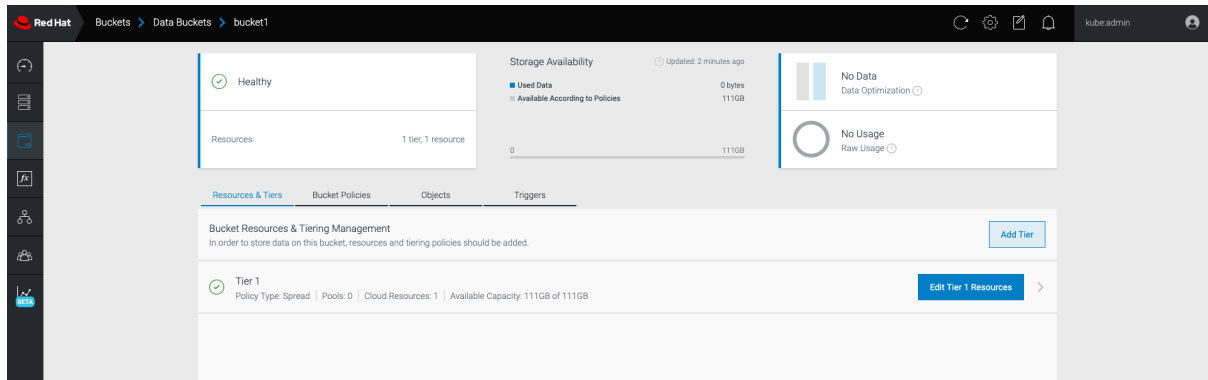 Red Hat
Buckets > Data Buckets > bucket1
kube:admin
Healthy
Resources:
1 tier, 1 resource
Storage Availability
Updated: 2 minutes ago
Used Data
0 bytes
Available According to Policies
111GB
0
111GB
No Data
Data Optimization ?
No Usage
Raw Usage ?
fx
BETA
Resources & Tiers
Bucket Policies
Objects
Triggers
Bucket Resources & Tiering Management
In order to store data on this bucket, resources and tiering policies should be added.
Add Tier
Tier 1
Policy Type: Spread | Pools: 0 | Cloud Resources: 1 | Available Capacity: 111GB of 111GB
Edit Tier 1 Resources